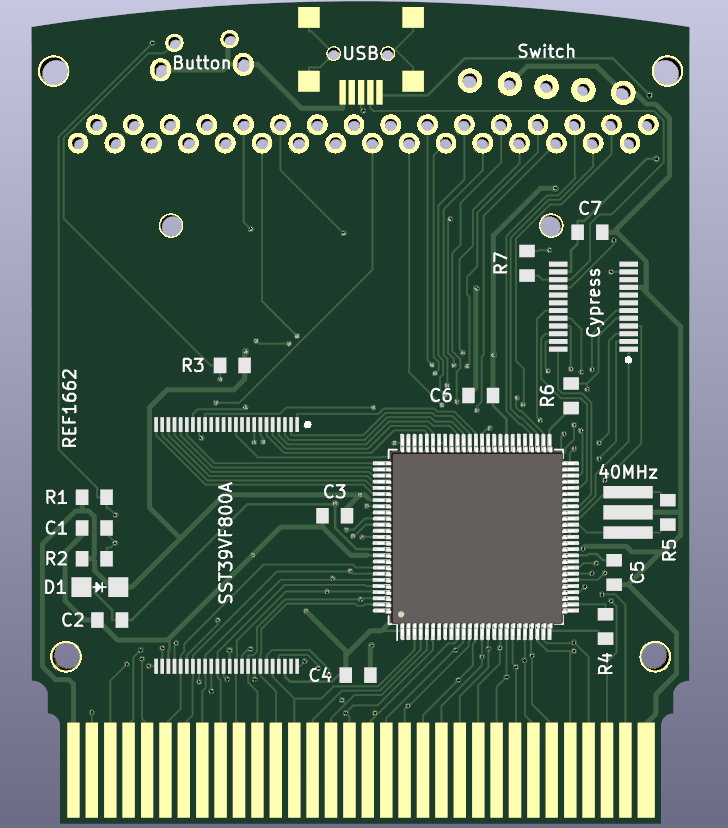 USB
Switch
Button
C7
R7
Cypress
R3
C6
R6
REF1662
40MHz
R1
SST39VF800A
C3
C1
R5
R2
C5
D1
C2
R4
C4